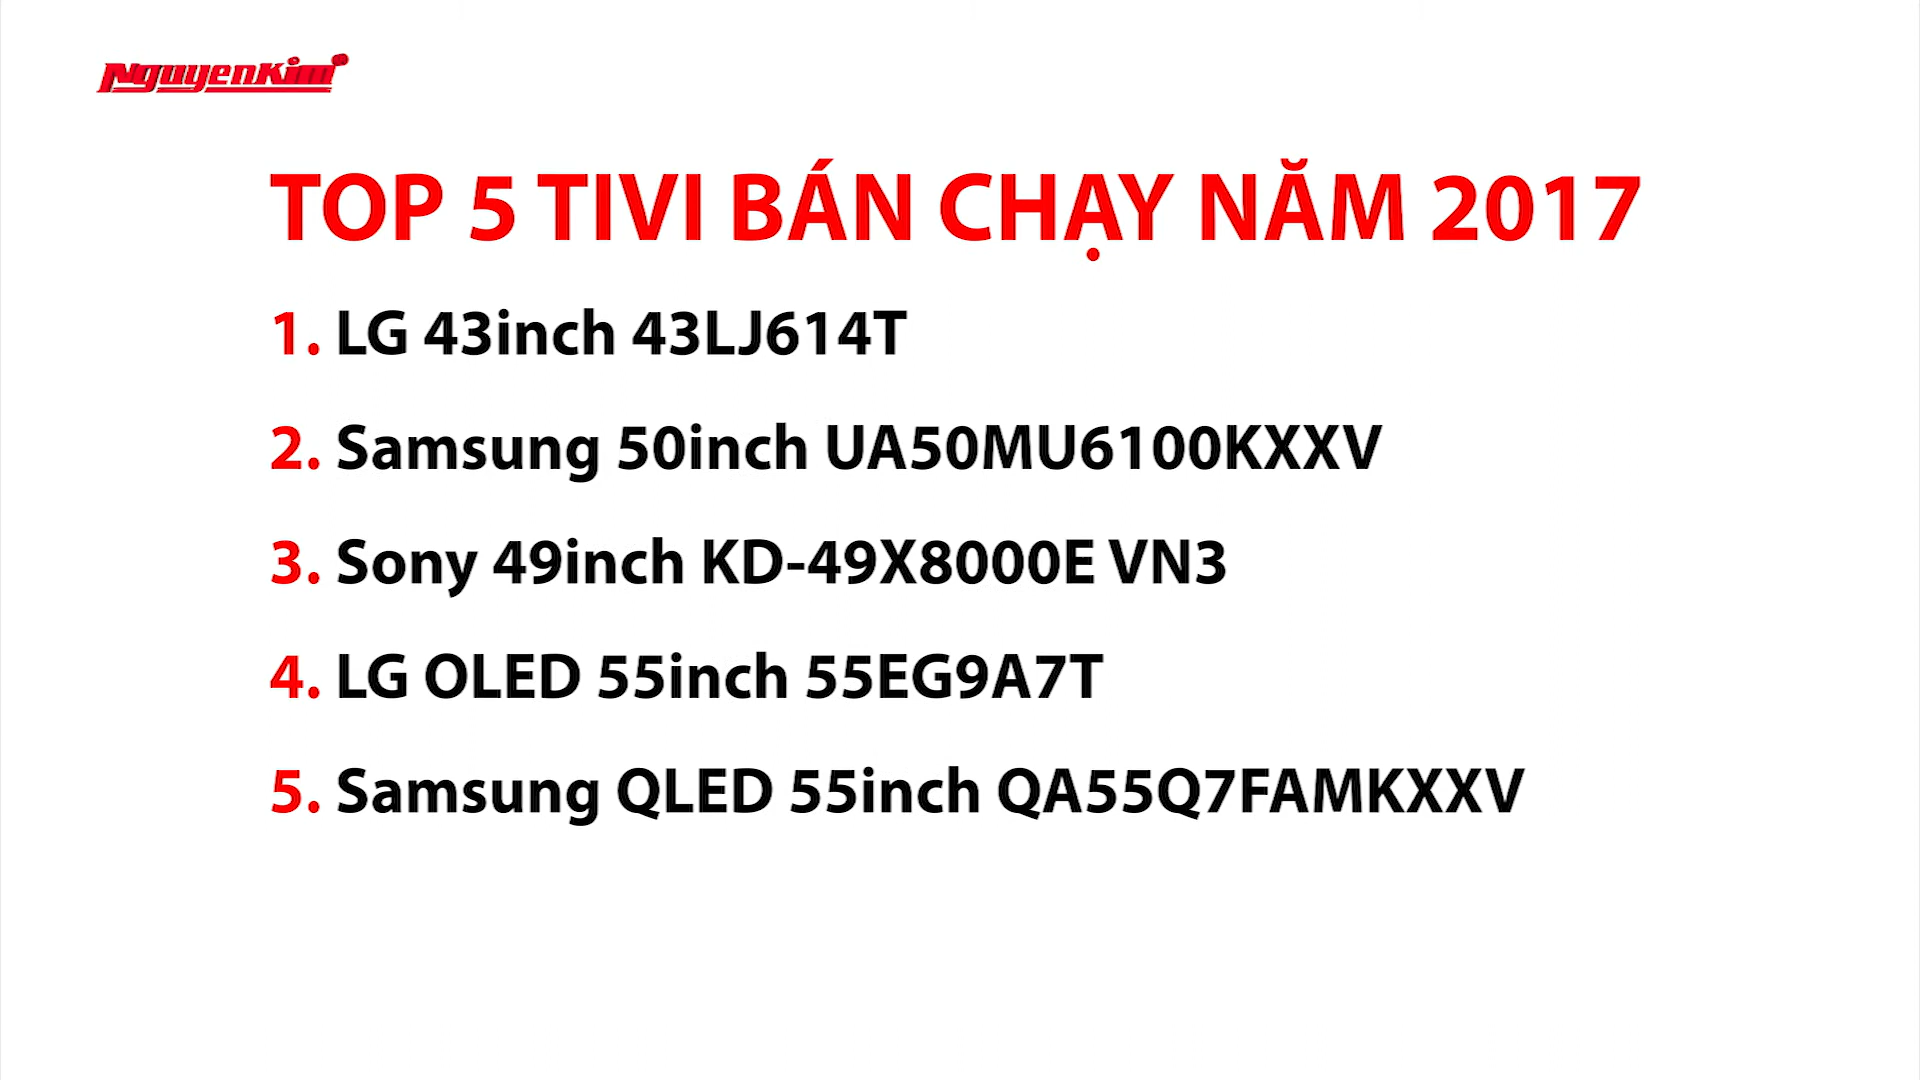 NguyenKim
TOP 5 TIVI BÁN CHẠY NĂM 2017
1. LG 43inch 43LJ614T
2. Samsung 50inch UA50MU6100KXXV
3. Sony 49inch KD-49X8000E VN3
4. LG OLED 55inch 55EG9A7T
5. Samsung QLED 55inch QA55Q7FAMKXXV